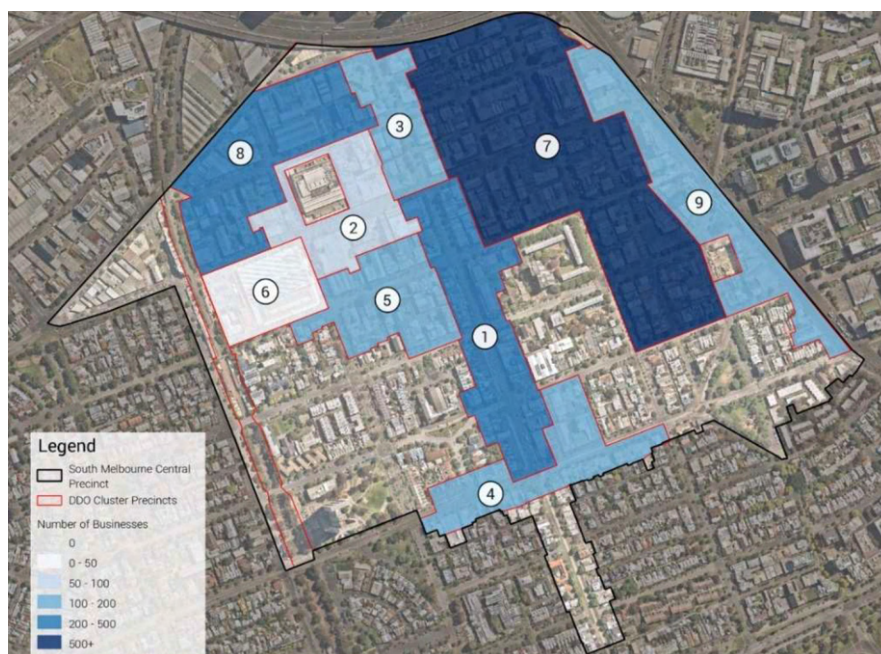 3
8
7
9
2
6
5
1
4
Legend
South Melbourne Central
Precinct
DDO Cluster Precincts
Number of Businesses
0
0 - 50
50 - 100
100 - 200
200 - 500
500+